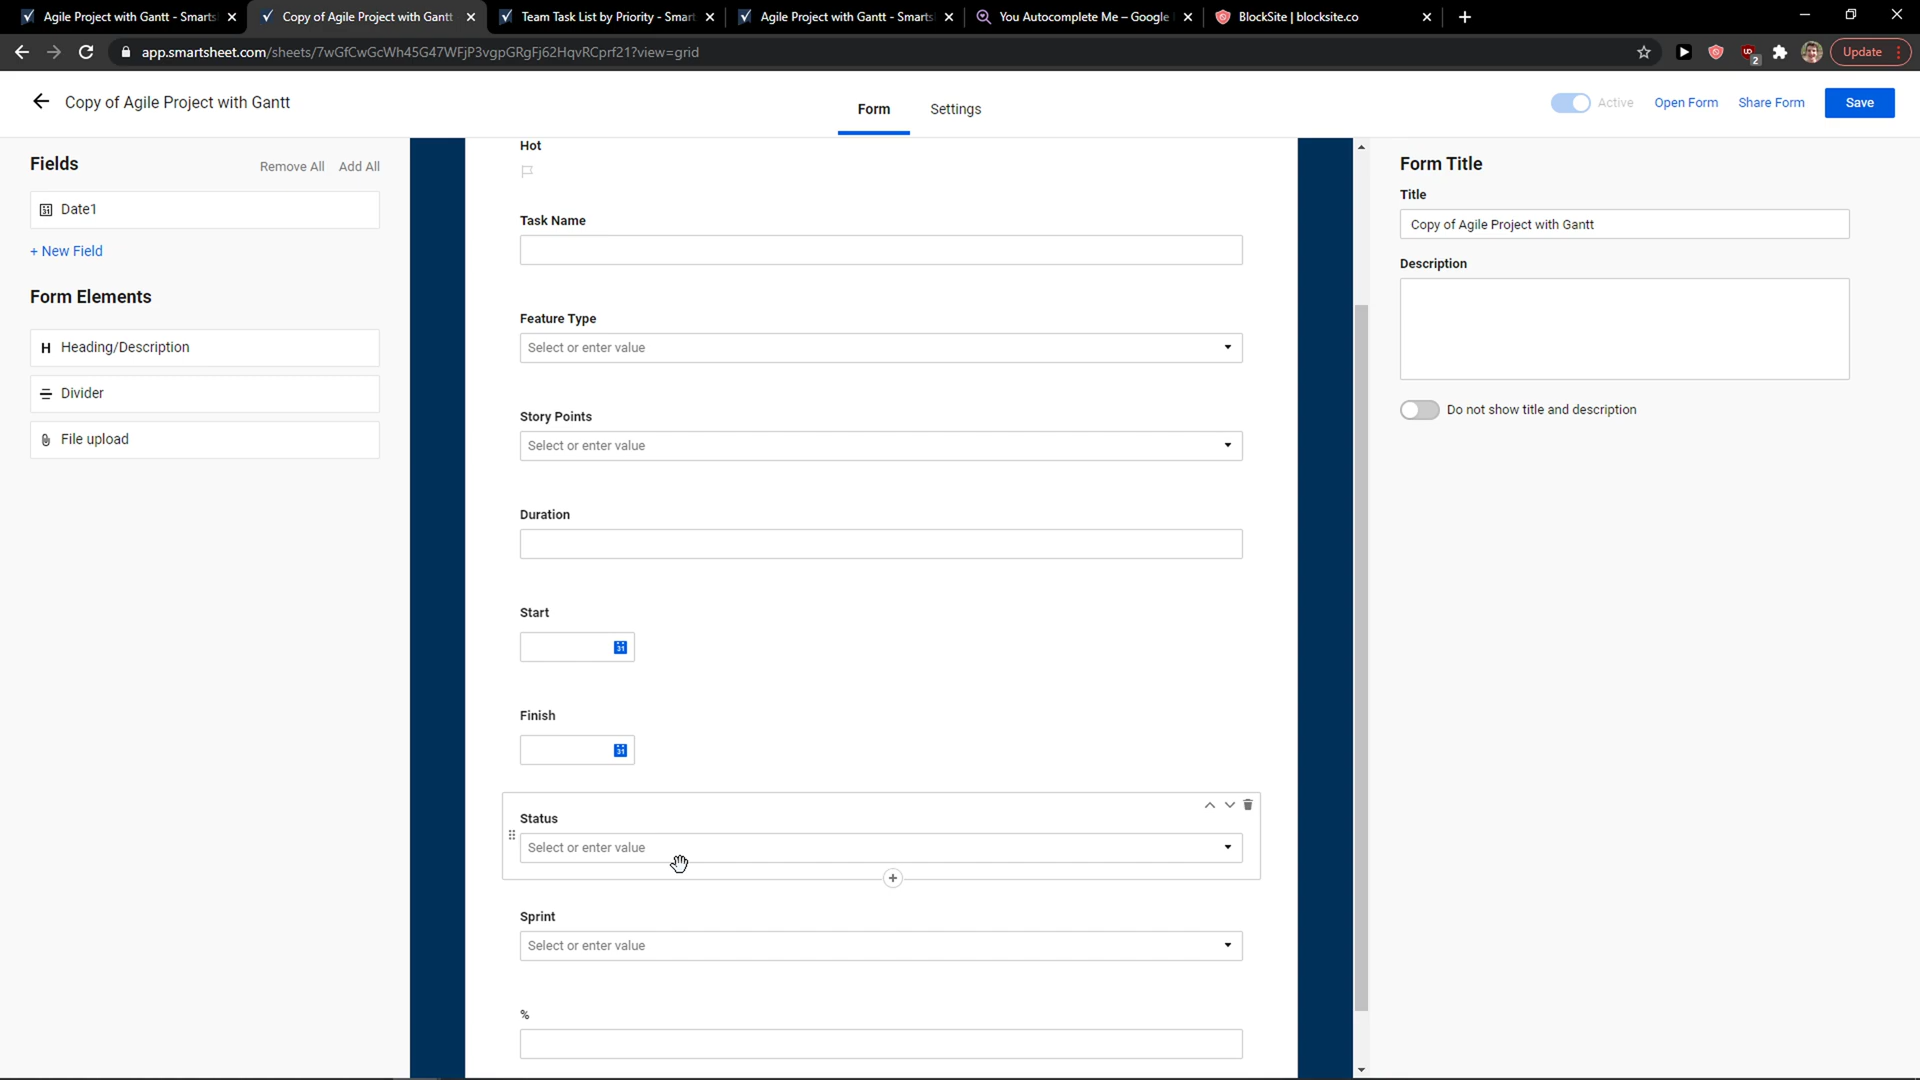 Agile Project with Gantt - Smarts
Copy of Agile Project with Gantt
Team Task List by Priority - Smar
Agile Project with Gantt - Smarts
You Autocomplete Me – Google
BlockSite | blocksite.co
app.smartsheet.com/sheets/7wGfCwGcWh45G47WFjP3vgpGRgFj62HqvRCprf21?view=grid
2
Update
Copy of Agile Project with Gantt
Form
Settings
Active
Open Form
Share Form
Save
Fields
Remove All
Add All
31 Date1
+ New Field
Form Elements
H Heading/Description
Divider
File upload
Hot
Task Name
Feature Type
Select or enter value
Story Points
Select or enter value
Duration
Start
31
Finish
31
Status
Select or enter value
+
Sprint
Select or enter value
%
Form Title
Title
Copy of Agile Project with Gantt
Description
Do not show title and description